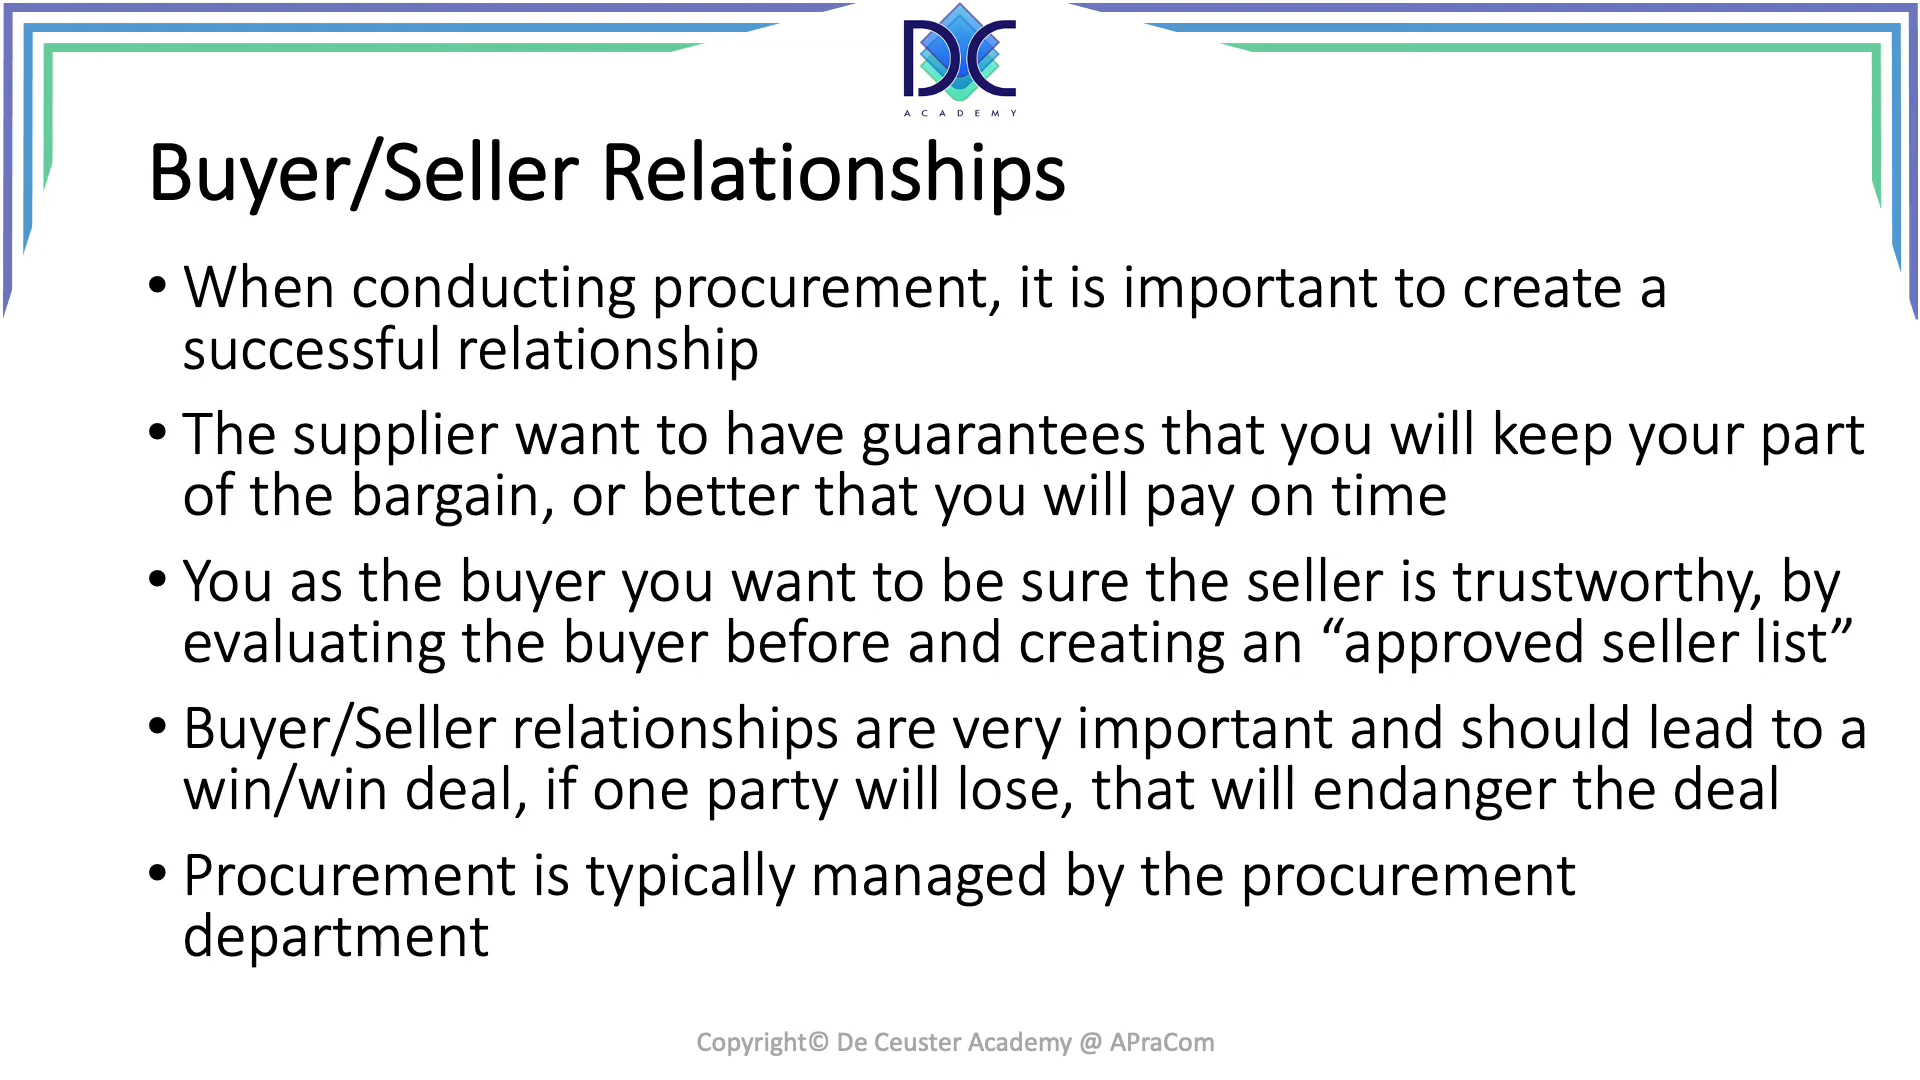 DC
ACADEMY
Buyer/Seller Relationships
• When conducting procurement, it is important to create a
successful relationship
• The supplier want to have guarantees that you will keep your part
of the bargain, or better that you will pay on time
• You as the buyer you want to be sure the seller is trustworthy, by
evaluating the buyer before and creating an “approved seller list”
• Buyer/Seller relationships are very important and should lead to a
win/win deal, if one party will lose, that will endanger the deal
• Procurement is typically managed by the procurement
department
Copyright© De Ceuster Academy @ APraCom